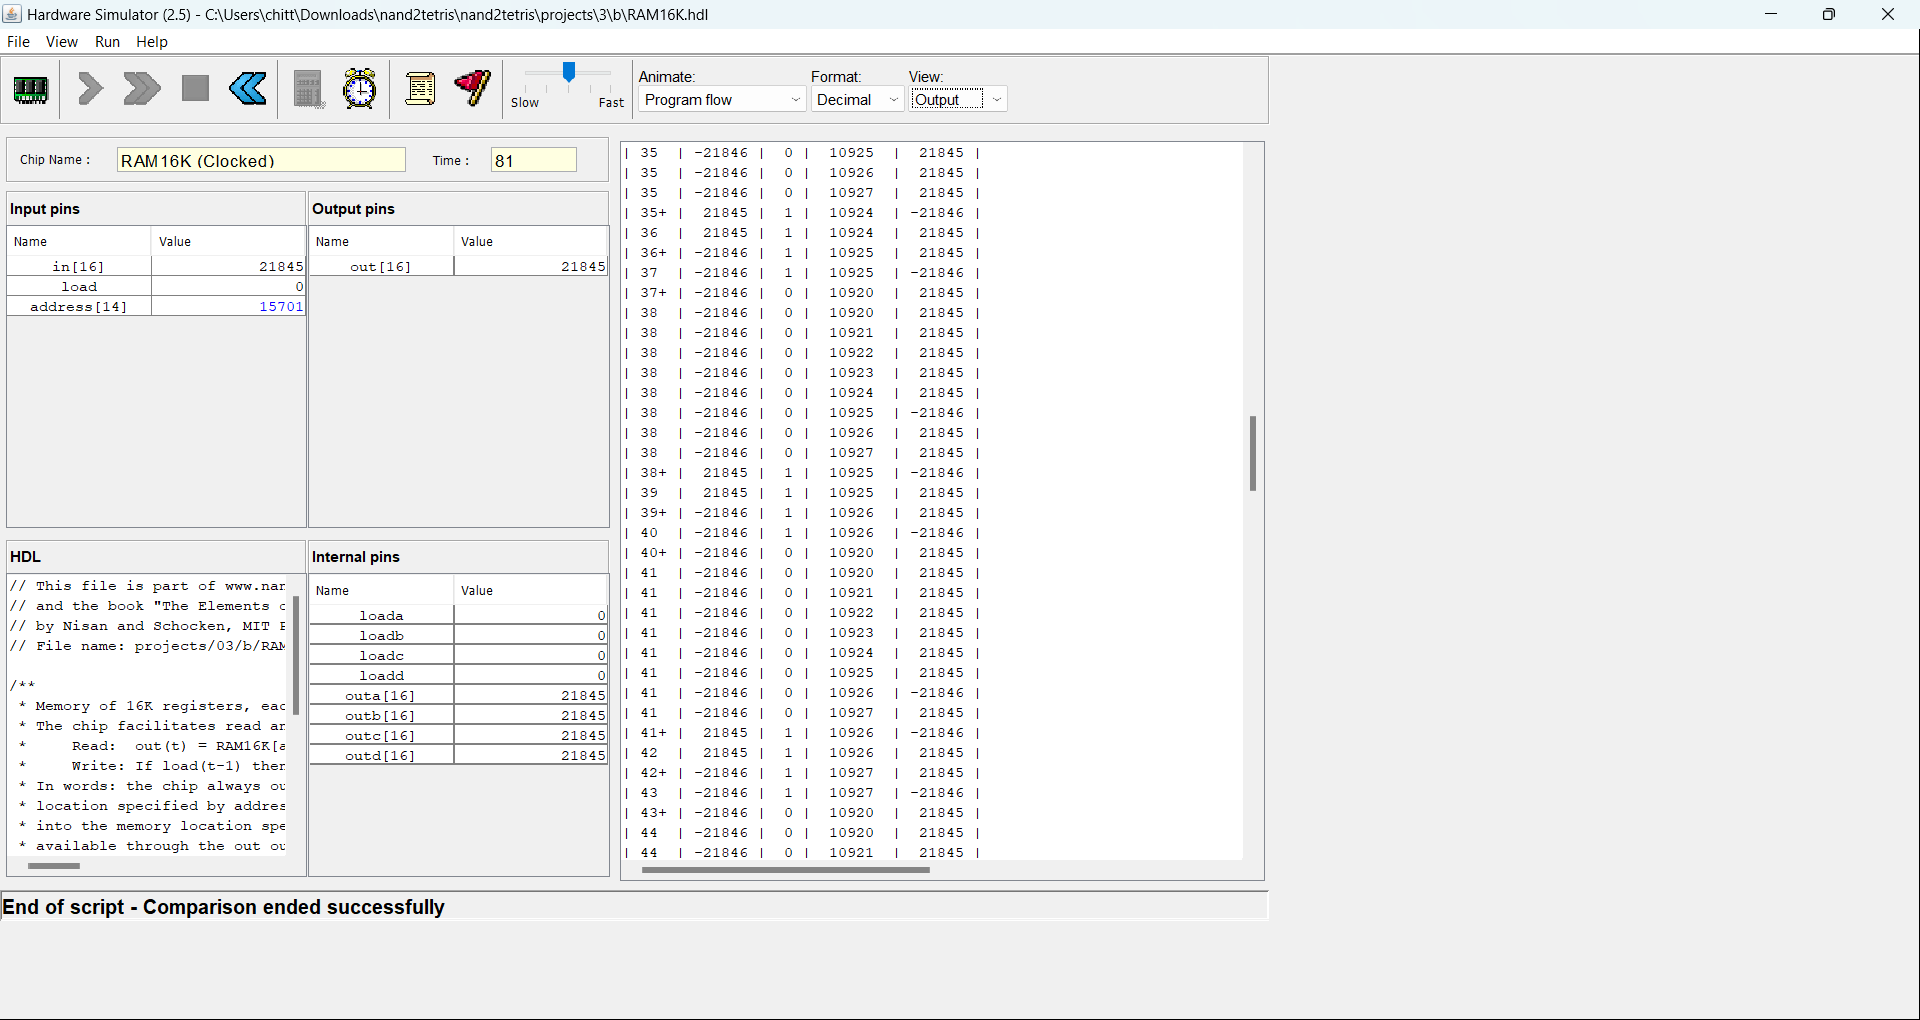 Hardware Simulator (2.5) - C:\Users\chitt\Downloads\nand2tetris\nand2tetris\projects\3\b\RAM16K.hdl
File View Run Help
Slow Fast
Animate: Format: View:
Program flow Decimal Output
Chip Name : RAM16K (Clocked) Time : 81
Input pins
Name Value
in[16] 21845
load 0
address[14] 15701
Output pins
Name Value
out[16] 21845
HDL
// This file is part of www.nan
// and the book "The Elements o
// by Nisan and Schocken, MIT P
// File name: projects/03/b/RAM
/**
* Memory of 16K registers, eac
* The chip facilitates read an
* Read: out(t) = RAM16K[a
* Write: If load(t-1) then
* In words: the chip always ou
* location specified by addres
* into the memory location spe
* available through the out ou
Internal pins
Name Value
loada 0
loadb 0
loadc 0
loadd 0
outa[16] 21845
outb[16] 21845
outc[16] 21845
outd[16] 21845
| 35 | -21846 | 0 | 10925 | 21845 |
| 35 | -21846 | 0 | 10926 | 21845 |
| 35 | -21846 | 0 | 10927 | 21845 |
| 35+ | 21845 | 1 | 10924 | -21846 |
| 36 | 21845 | 1 | 10924 | 21845 |
| 36+ | -21846 | 1 | 10925 | 21845 |
| 37 | -21846 | 1 | 10925 | -21846 |
| 37+ | -21846 | 0 | 10920 | 21845 |
| 38 | -21846 | 0 | 10920 | 21845 |
| 38 | -21846 | 0 | 10921 | 21845 |
| 38 | -21846 | 0 | 10922 | 21845 |
| 38 | -21846 | 0 | 10923 | 21845 |
| 38 | -21846 | 0 | 10924 | 21845 |
| 38 | -21846 | 0 | 10925 | -21846 |
| 38 | -21846 | 0 | 10926 | 21845 |
| 38 | -21846 | 0 | 10927 | 21845 |
| 38+ | 21845 | 1 | 10925 | -21846 |
| 39 | 21845 | 1 | 10925 | 21845 |
| 39+ | -21846 | 1 | 10926 | 21845 |
| 40 | -21846 | 1 | 10926 | -21846 |
| 40+ | -21846 | 0 | 10920 | 21845 |
| 41 | -21846 | 0 | 10920 | 21845 |
| 41 | -21846 | 0 | 10921 | 21845 |
| 41 | -21846 | 0 | 10922 | 21845 |
| 41 | -21846 | 0 | 10923 | 21845 |
| 41 | -21846 | 0 | 10924 | 21845 |
| 41 | -21846 | 0 | 10925 | 21845 |
| 41 | -21846 | 0 | 10926 | -21846 |
| 41 | -21846 | 0 | 10927 | 21845 |
| 41+ | 21845 | 1 | 10926 | -21846 |
| 42 | 21845 | 1 | 10926 | 21845 |
| 42+ | -21846 | 1 | 10927 | 21845 |
| 43 | -21846 | 1 | 10927 | -21846 |
| 43+ | -21846 | 0 | 10920 | 21845 |
| 44 | -21846 | 0 | 10920 | 21845 |
| 44 | -21846 | 0 | 10921 | 21845 |
End of script - Comparison ended successfully